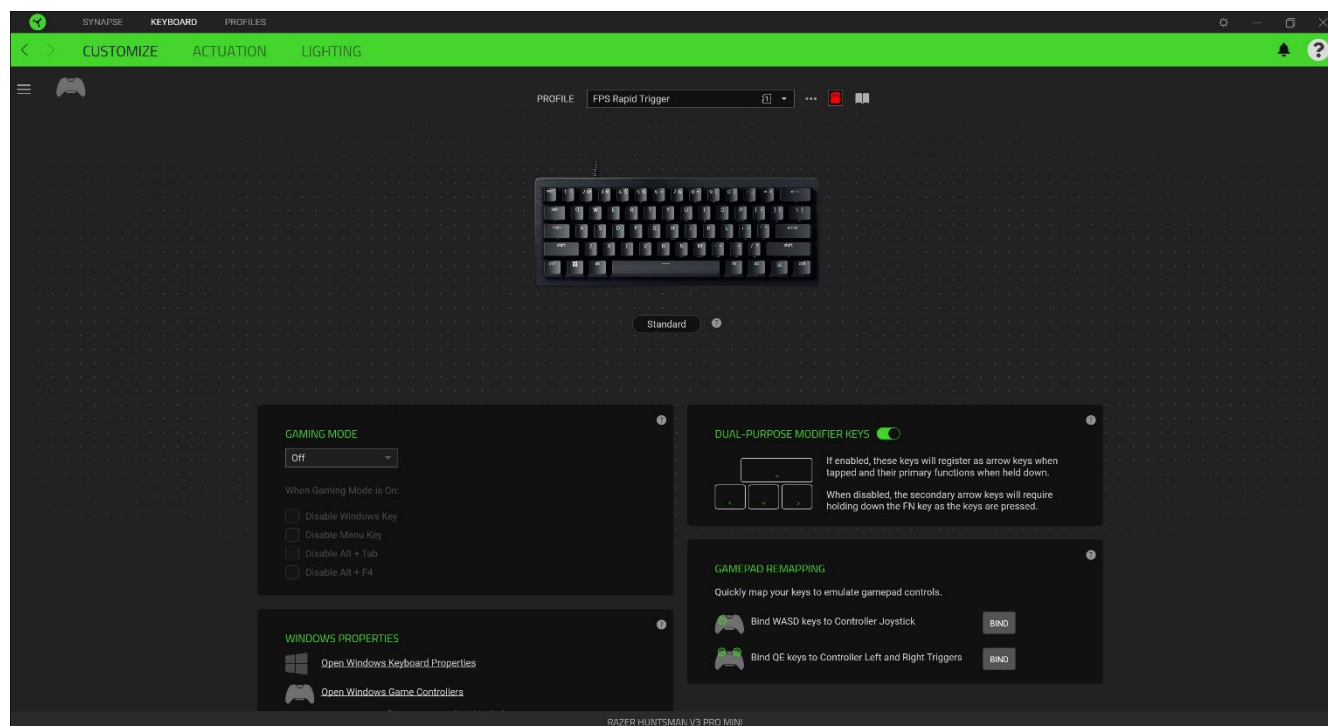 SYNAPSE KEYBOARD PROFILES
CUSTOMIZE ACTUATION LIGHTING
PROFILE FPS Rapid Trigger 1
Standard
GAMING MODE
Off
When Gaming Mode is On:
Disable Windows Key
Disable Menu Key
Disable Alt + Tab
Disable Alt + F4
WINDOWS PROPERTIES
Open Windows Keyboard Properties
Open Windows Game Controllers
DUAL-PURPOSE MODIFIER KEYS
If enabled, these keys will register as arrow keys when
tapped and their primary functions when held down.
When disabled, the secondary arrow keys will require
holding down the FN key as the keys are pressed.
GAMEPAD REMAPPING
Quickly map your keys to emulate gamepad controls.
Bind WASD keys to Controller Joystick BIND
Bind QE keys to Controller Left and Right Triggers BIND
RAZER HUNTSMAN V3 PRO MINI